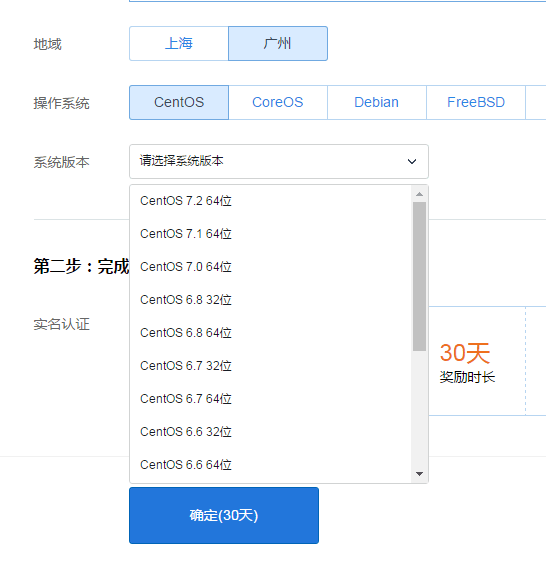 地域 上海 广州
操作系统 CentOS CoreOS Debian FreeBSD
系统版本 请选择系统版本
CentOS 7.2 64位
CentOS 7.1 64位
CentOS 7.0 64位
CentOS 6.8 32位
CentOS 6.8 64位
CentOS 6.7 32位
CentOS 6.7 64位
CentOS 6.6 32位
CentOS 6.6 64位
第二步：完成
实名认证
30天
奖励时长
确定(30天)